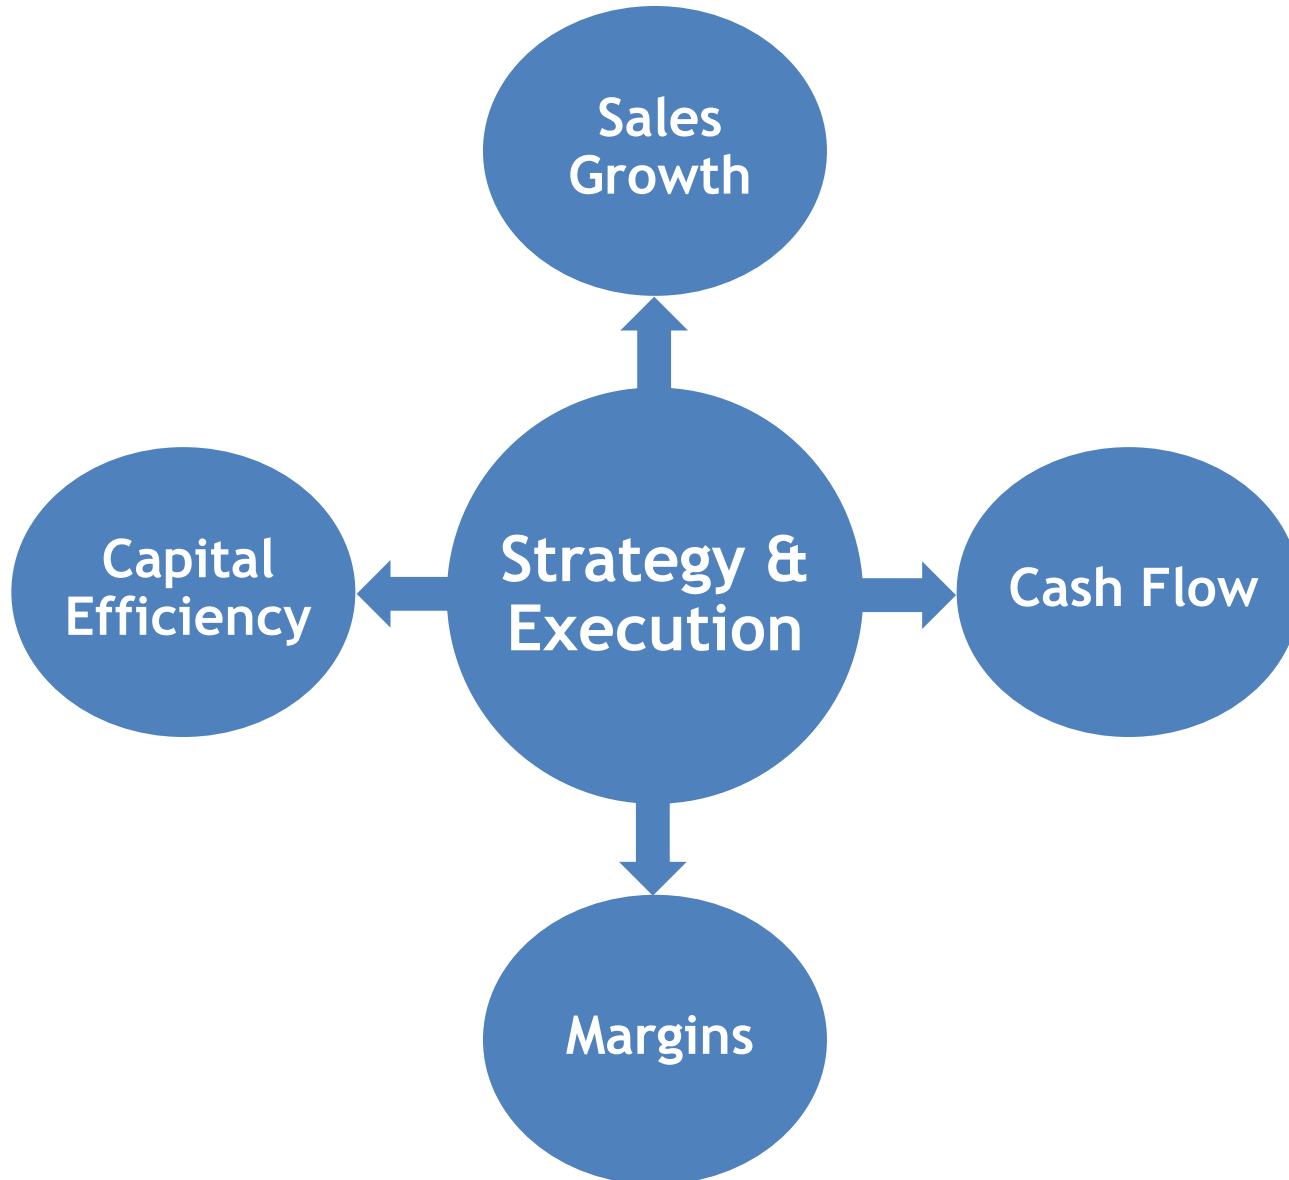 Sales
Growth
Capital
Efficiency
Strategy &
Execution
Cash Flow
Margins